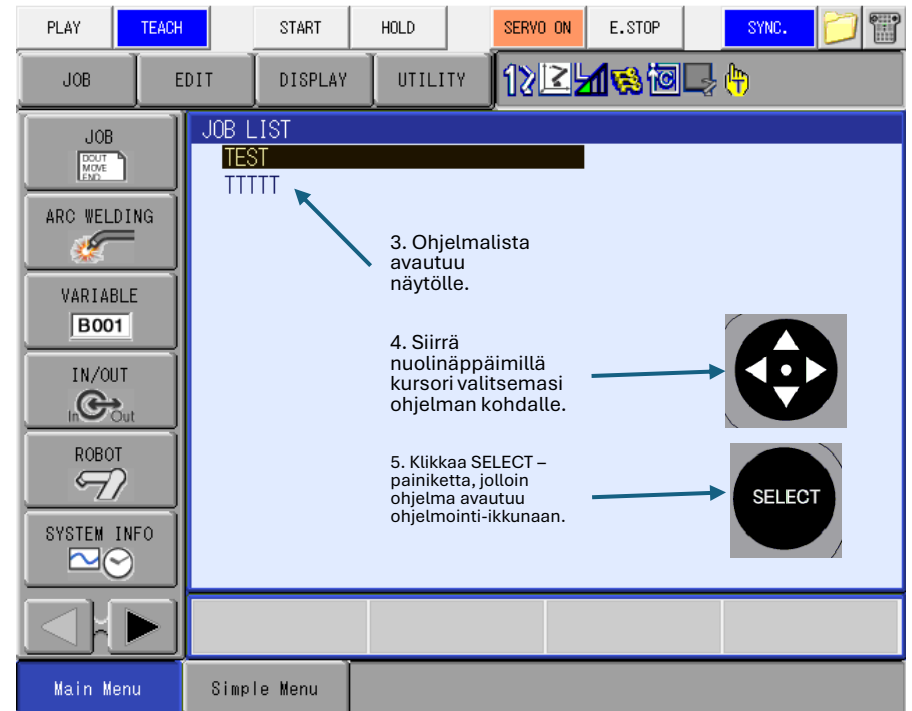 PLAY TEACH START HOLD SERVO ON E.STOP SYNC.
JOB EDIT DISPLAY UTILITY
JOB
DOUT
MOVE
END
ARC WELDING
VARIABLE
B001
IN/OUT
In Out
ROBOT
SYSTEM INFO
JOB LIST
TEST
TTTTT
3. Ohjelmalista
avautuu
näytölle.
4. Siirrä
nuolinäppäimillä
kursori valitsemasi
ohjelman kohdalle.
5. Klikkaa SELECT –
painiketta, jolloin
ohjelma avautuu
ohjelmointi-ikkunaan.
SELECT
Main Menu Simple Menu